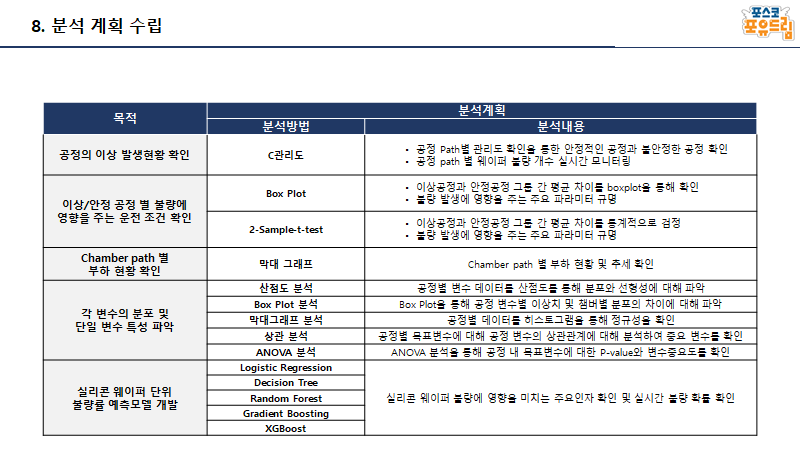 8. 분석 계획 수립
포스코
포유드림
목적
분석계획
분석방법
분석내용
공정의 이상 발생현황 확인
C관리도
• 공정 Path별 관리도 확인을 통한 안정적인 공정과 불안정한 공정 확인
• 공정 path 별 웨이퍼 불량 개수 실시간 모니터링
이상/안정 공정 별 불량에
영향을 주는 운전 조건 확인
Box Plot
• 이상공정과 안정공정 그룹 간 평균 차이를 boxplot을 통해 확인
• 불량 발생에 영향을 주는 주요 파라미터 규명
2-Sample-t-test
• 이상공정과 안정공정 그룹 간 평균 차이를 통계적으로 검정
• 불량 발생에 영향을 주는 주요 파라미터 규명
Chamber path 별
부하 현황 확인
막대 그래프
Chamber path 별 부하 현황 및 추세 확인
각 변수의 분포 및
단일 변수 특성 파악
산점도 분석
공정별 변수 데이터를 산점도를 통해 분포와 선형성에 대해 파악
Box Plot 분석
Box Plot을 통해 공정 변수별 이상치 및 챔버별 분포의 차이에 대해 파악
막대그래프 분석
공정별 데이터를 히스토그램을 통해 정규성을 확인
상관 분석
공정별 목표변수에 대해 공정 변수의 상관관계에 대해 분석하여 중요 변수를 확인
ANOVA 분석
ANOVA 분석을 통해 공정 내 목표변수에 대한 P-value와 변수중요도를 확인
실리콘 웨이퍼 단위
불량률 예측모델 개발
Logistic Regression
Decision Tree
Random Forest
Gradient Boosting
XGBoost
실리콘 웨이퍼 불량에 영향을 미치는 주요인자 확인 및 실시간 불량 확률 확인